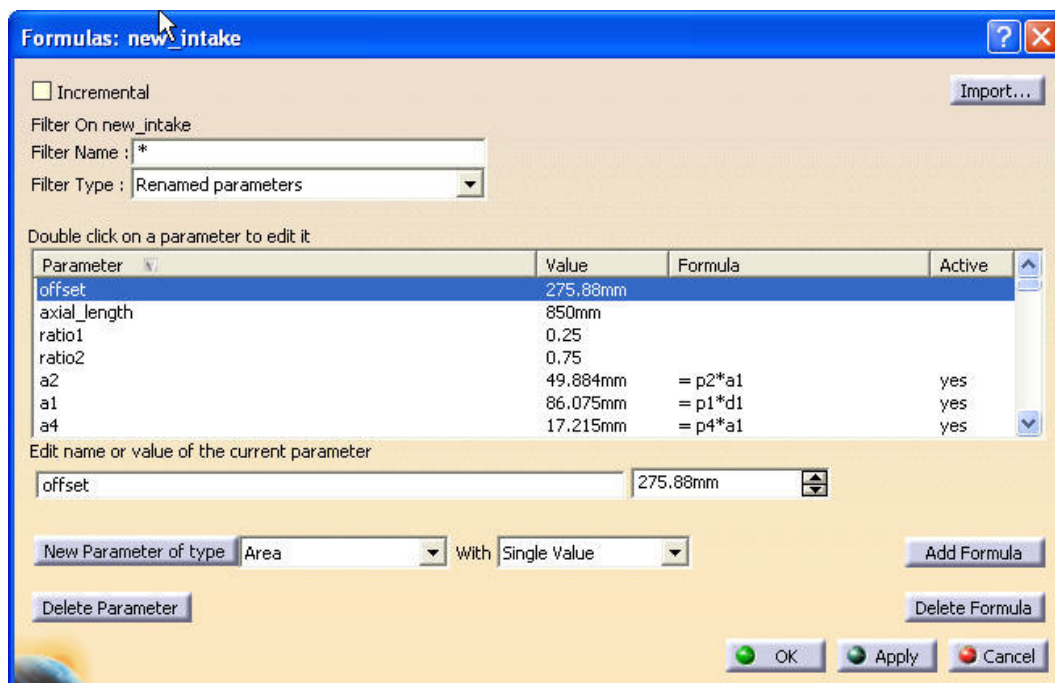 Formulas: new_intake
Incremental
Import...
Filter On new_intake
Filter Name : *
Filter Type : Renamed parameters
Double click on a parameter to edit it
Parameter Value Formula Active
offset 275.88mm
axial_length 850mm
ratio1 0.25
ratio2 0.75
a2 49.884mm = p2*a1 yes
a1 86.075mm = p1*d1 yes
a4 17.215mm = p4*a1 yes
Edit name or value of the current parameter
offset 275.88mm
New Parameter of type Area With Single Value Add Formula
Delete Parameter Delete Formula
OK Apply Cancel